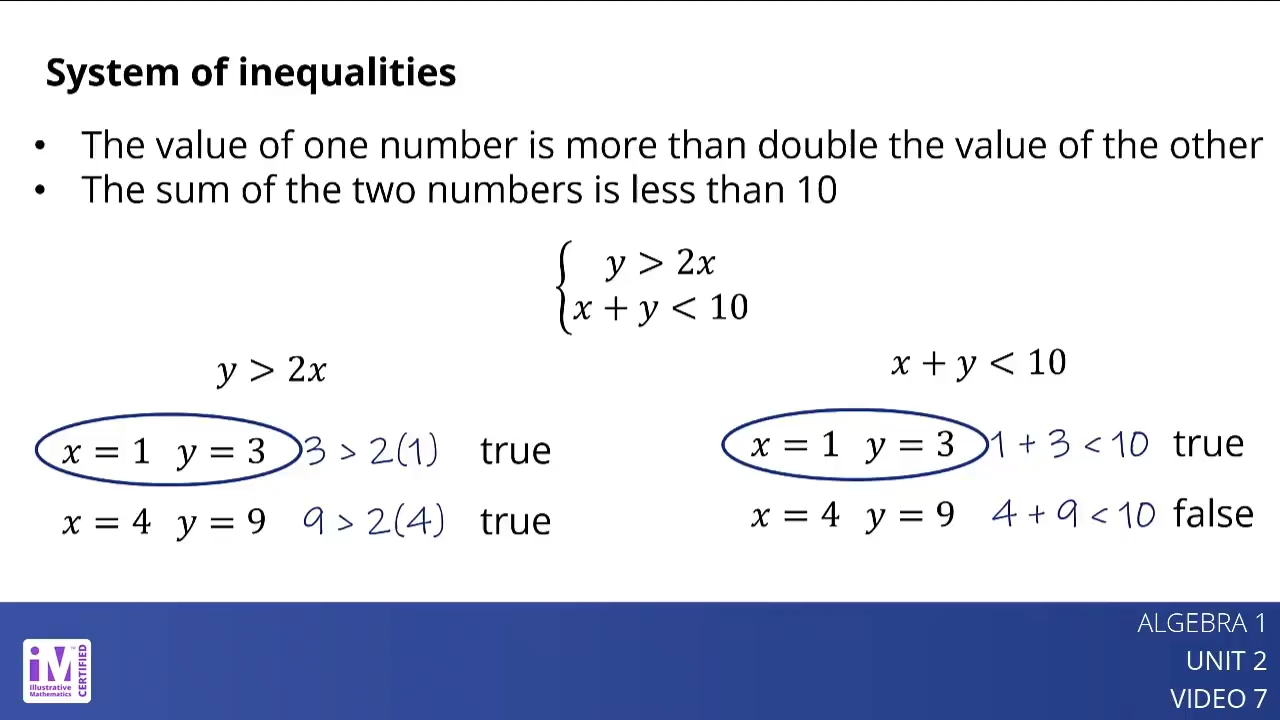 System of inequalities
• The value of one number is more than double the value of the other
• The sum of the two numbers is less than 10
y > 2x
x + y < 10
y > 2x
x = 1 y = 3 3 > 2(1) true
x = 4 y = 9 9 > 2(4) true
x + y < 10
x = 1 y = 3 1 + 3 < 10 true
x = 4 y = 9 4 + 9 < 10 false
iM
Illustrative
Mathematics
CERTIFIED
ALGEBRA 1
UNIT 2
VIDEO 7